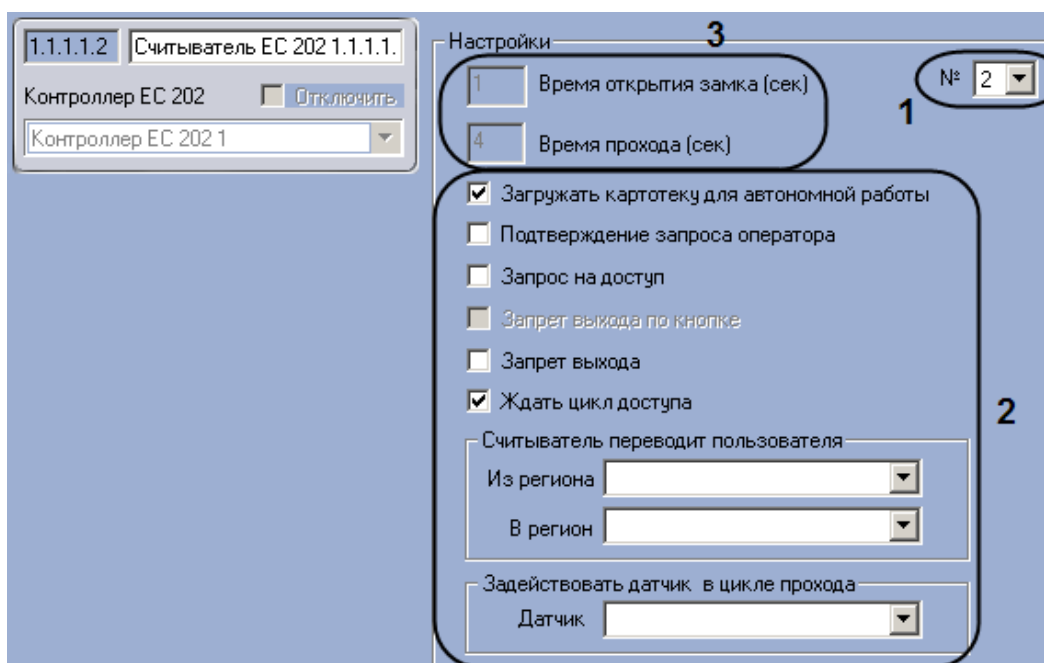 1.1.1.1.2 Считыватель ЕС 202 1.1.1.1.
Контроллер ЕС 202 Отключить
Контроллер ЕС 202 1
Настройки 3
1 Время открытия замка (сек)
4 Время прохода (сек)
№ 2
1
Загружать картотеку для автономной работы
Подтверждение запроса оператора
Запрос на доступ
Запрет выхода по кнопке
Запрет выхода
Ждать цикл доступа
2
Считыватель переводит пользователя
Из региона
В регион
Задействовать датчик в цикле прохода
Датчик